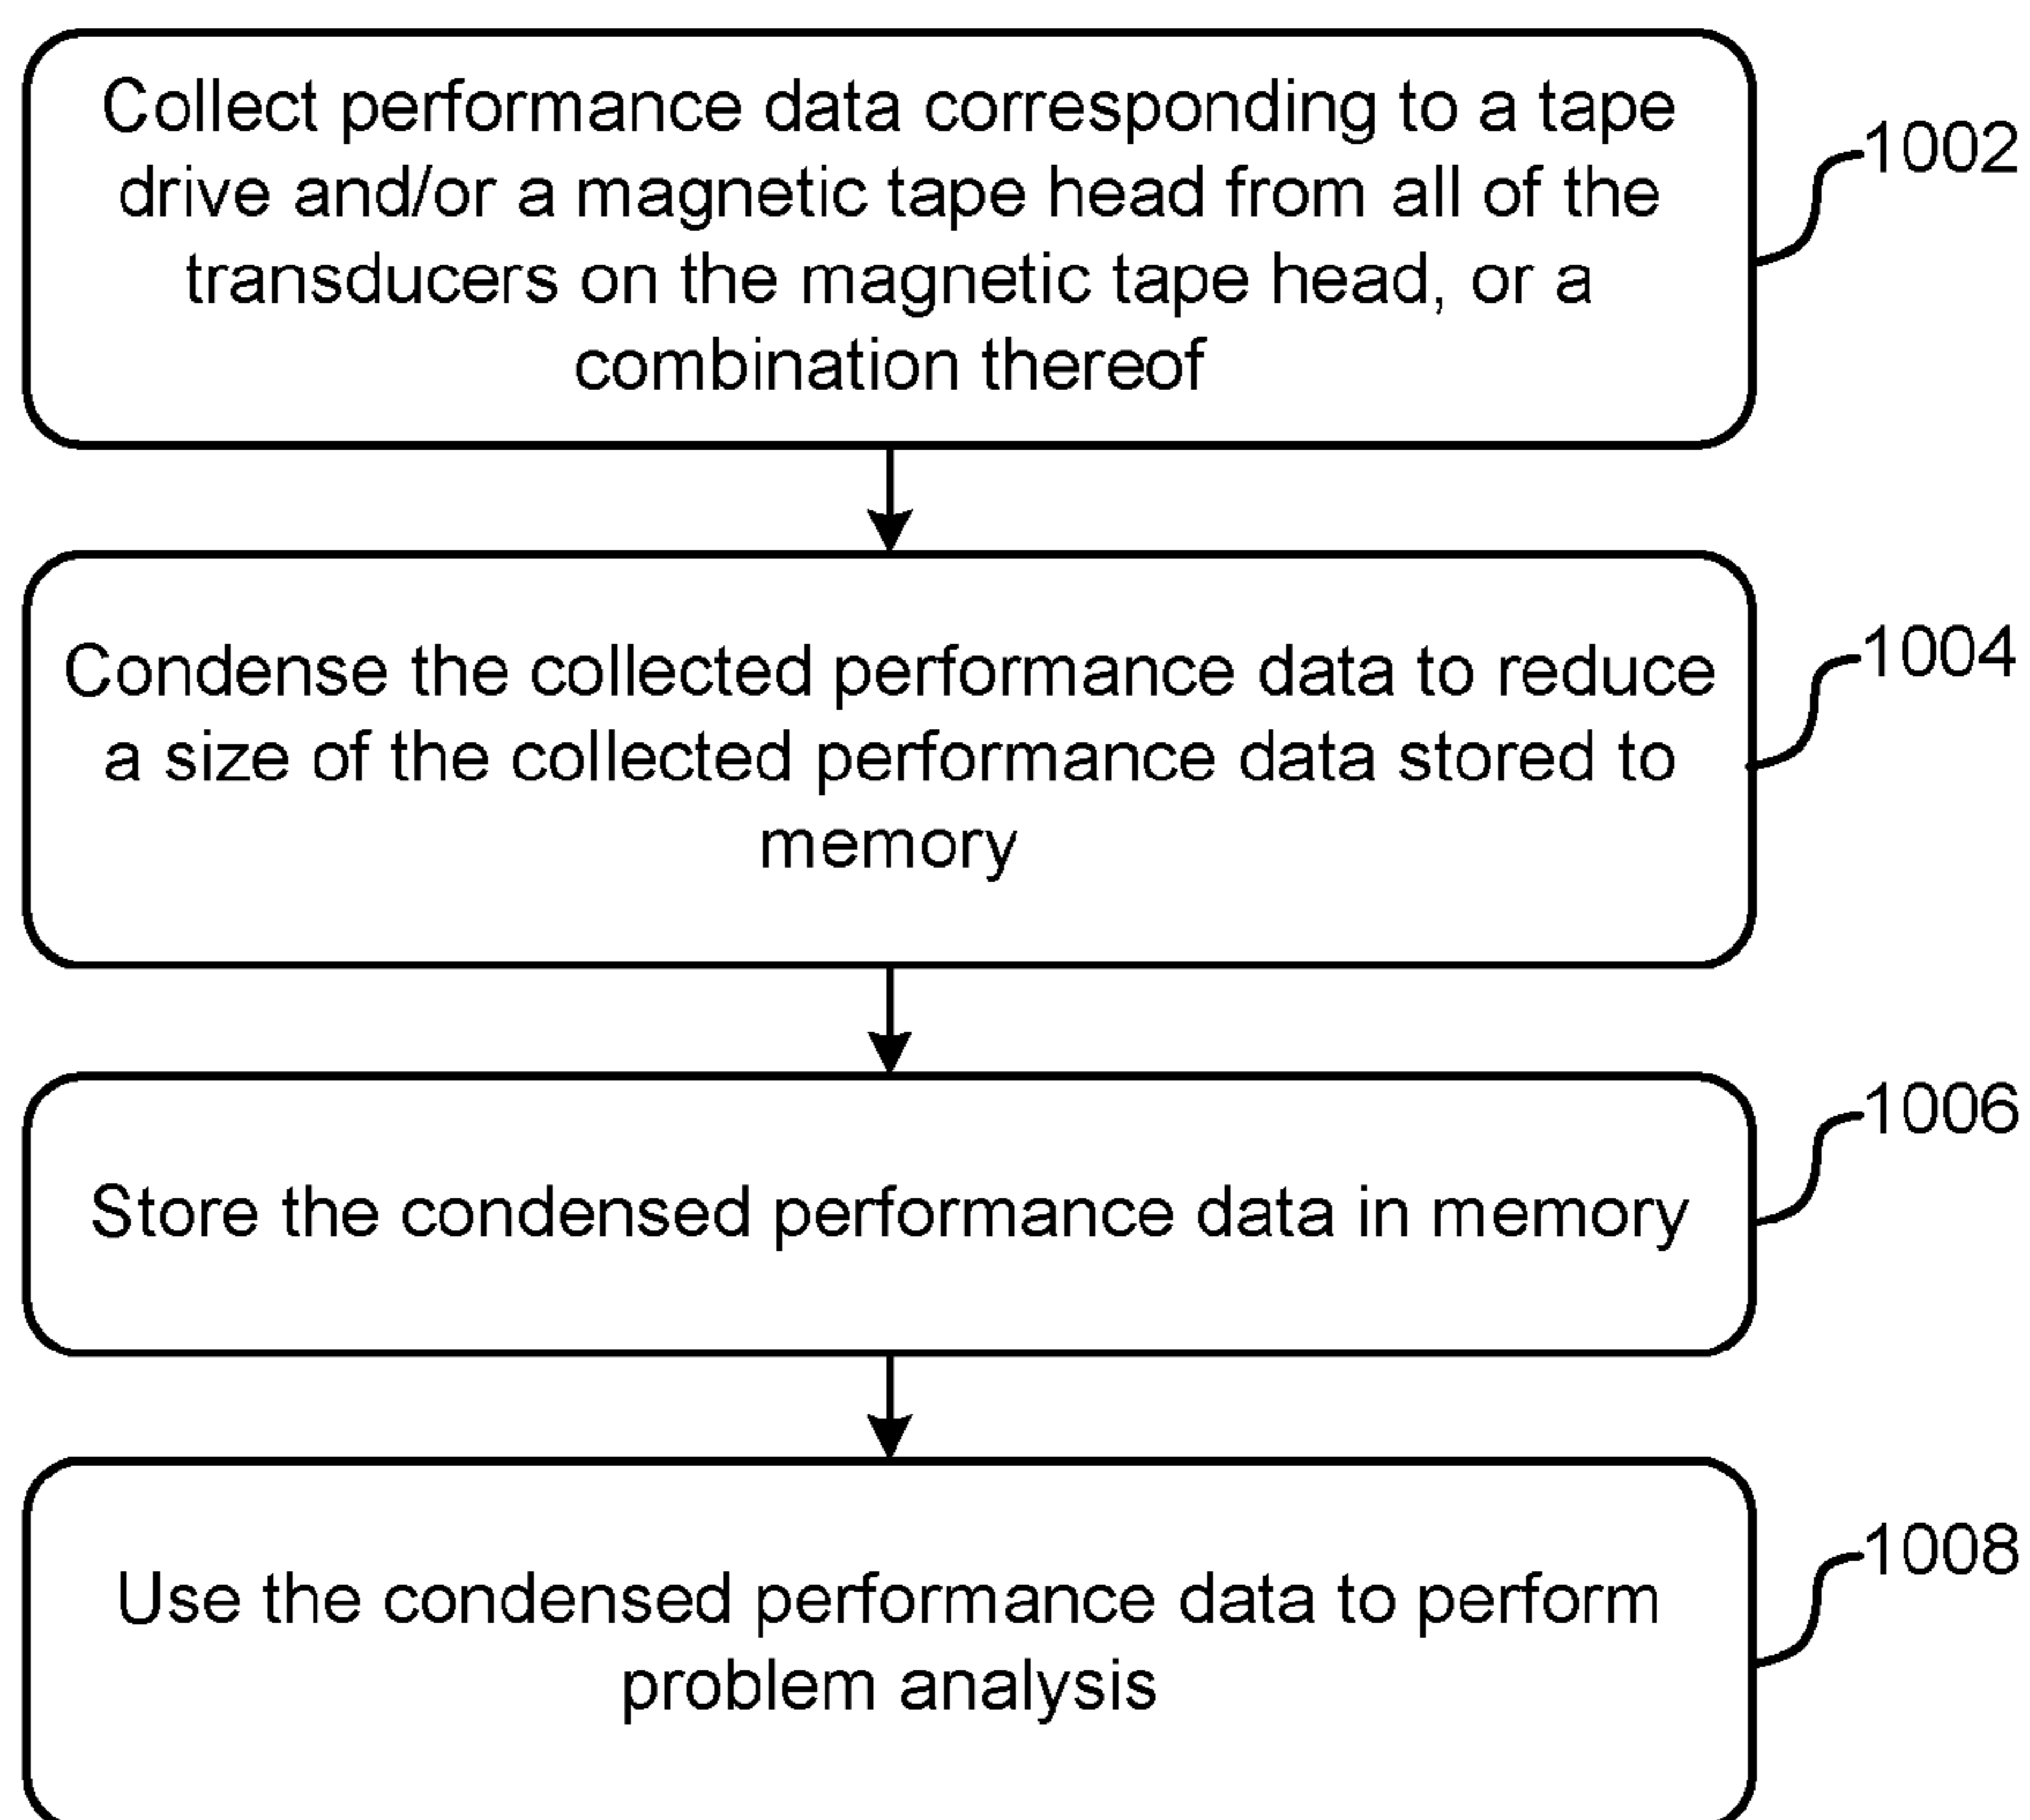 Collect performance data corresponding to a tape
drive and/or a magnetic tape head from all of the
transducers on the magnetic tape head, or a
combination thereof
1002
Condense the collected performance data to reduce
a size of the collected performance data stored to
memory
1004
Store the condensed performance data in memory
1006
Use the condensed performance data to perform
problem analysis
1008